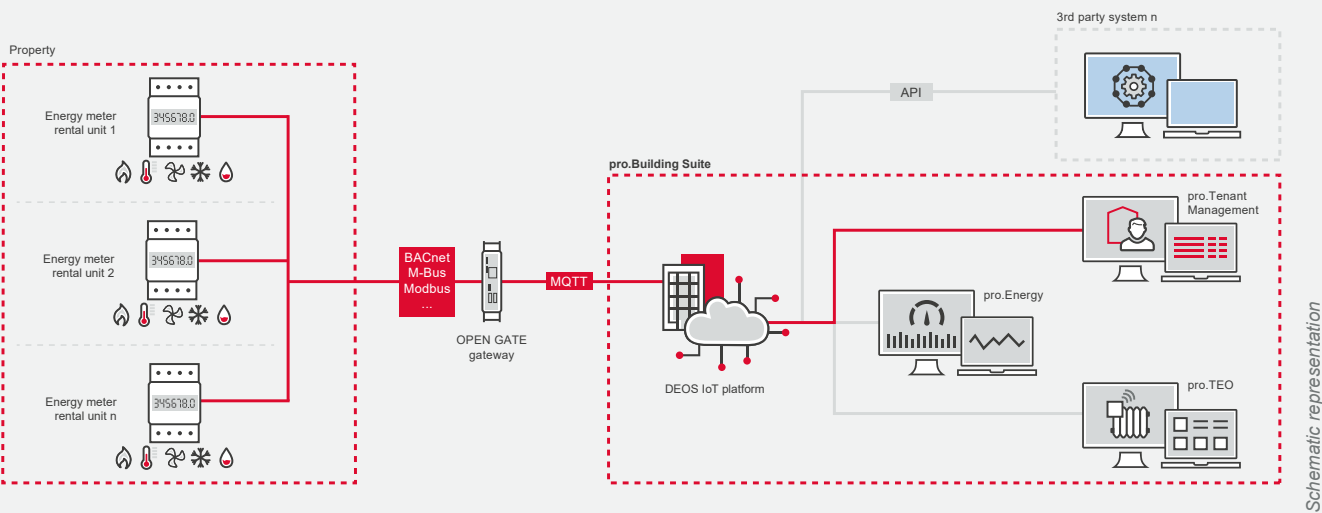 3rd party system n
Property
API
Energy meter
rental unit 1
345678.0
pro.Building Suite
pro.Tenant
Management
Energy meter
rental unit 2
345678.0
BACnet
M-Bus
Modbus
...
MQTT
pro.Energy
OPEN GATE
gateway
DEOS IoT platform
pro.TEO
Energy meter
rental unit n
345678.0
Schematic representation